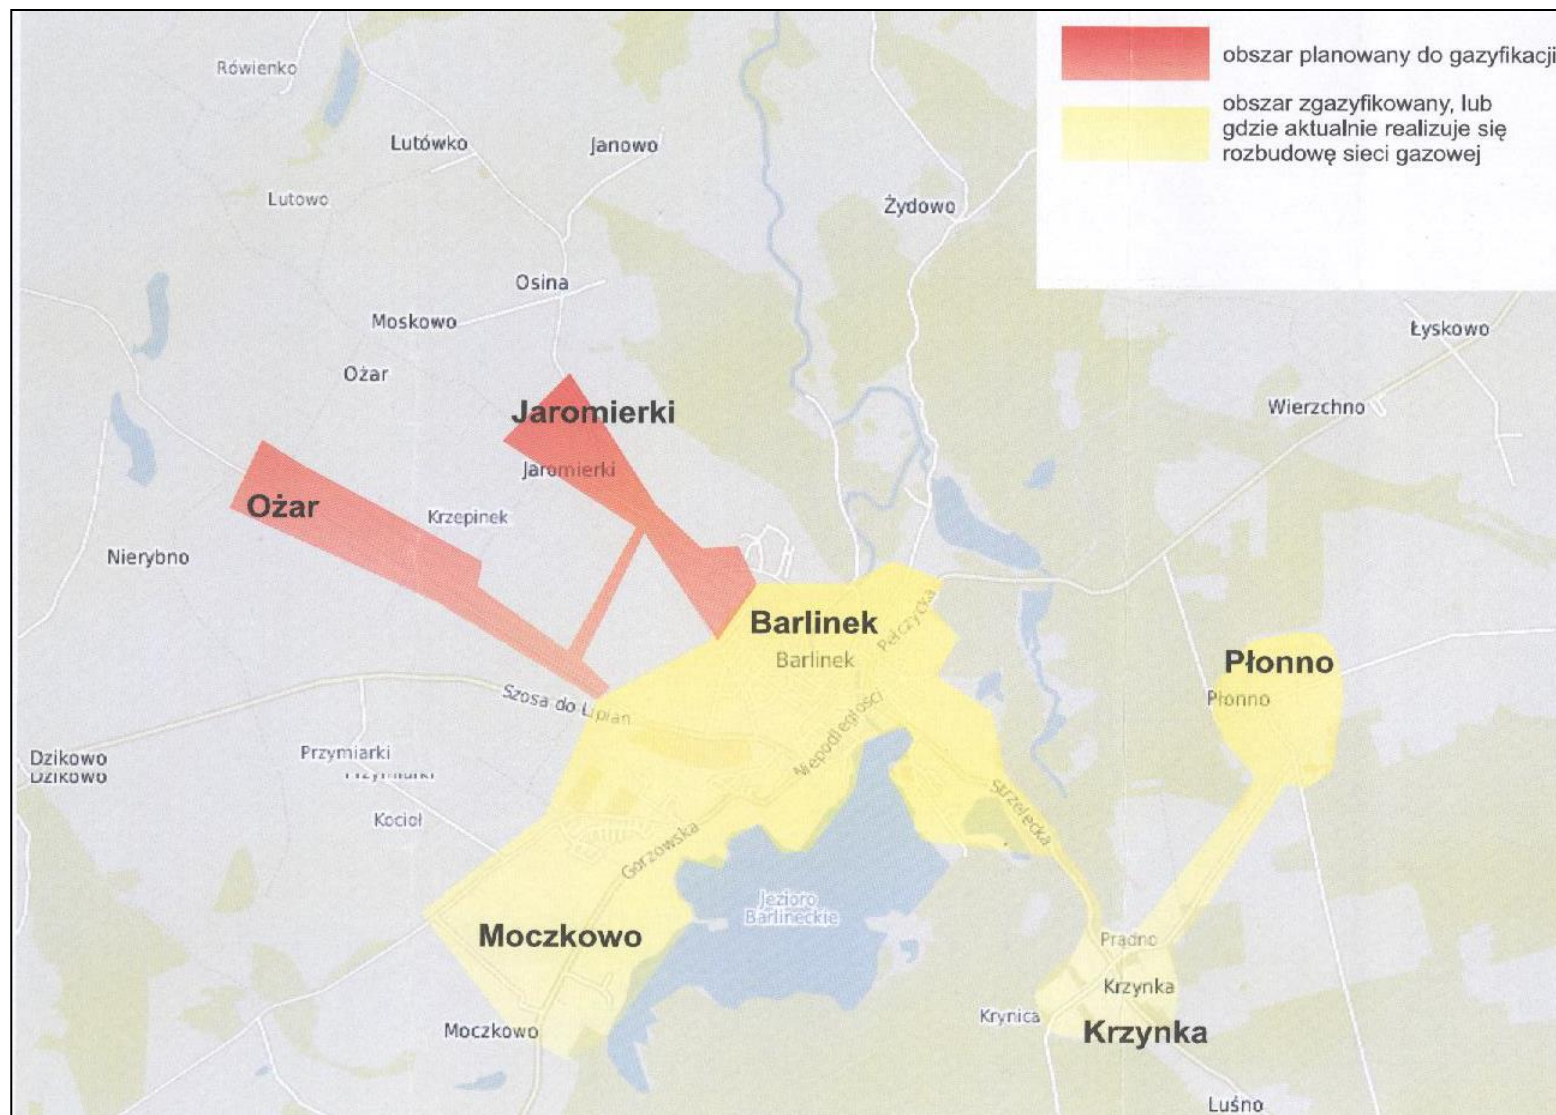 obszar planowany do gazyfikacji
obszar zgazyfikowany, lub
gdzie aktualnie realizuje się
rozbudowę sieci gazowej
Rówienko
Lutówko
Janowo
Lutowo
Żydowo
Osina
Moskowo
Łyskowo
Ożar
Jaromierki
Wierzchno
Jaromierki
Ożar
Krzepinek
Nierybno
Barlinek
Pełczycka
Barlinek
Płonno
Płonno
Szosa do Lipian
Niepodległości
Dzikowo
Dzikowo
Przymiarki
Przymiarki
Strzelecka
Kocioł
Gorzowska
Jezioro
Barlineckie
Moczkowo
Prądno
Krzynka
Krynica
Moczkowo
Krzynka
Luśno